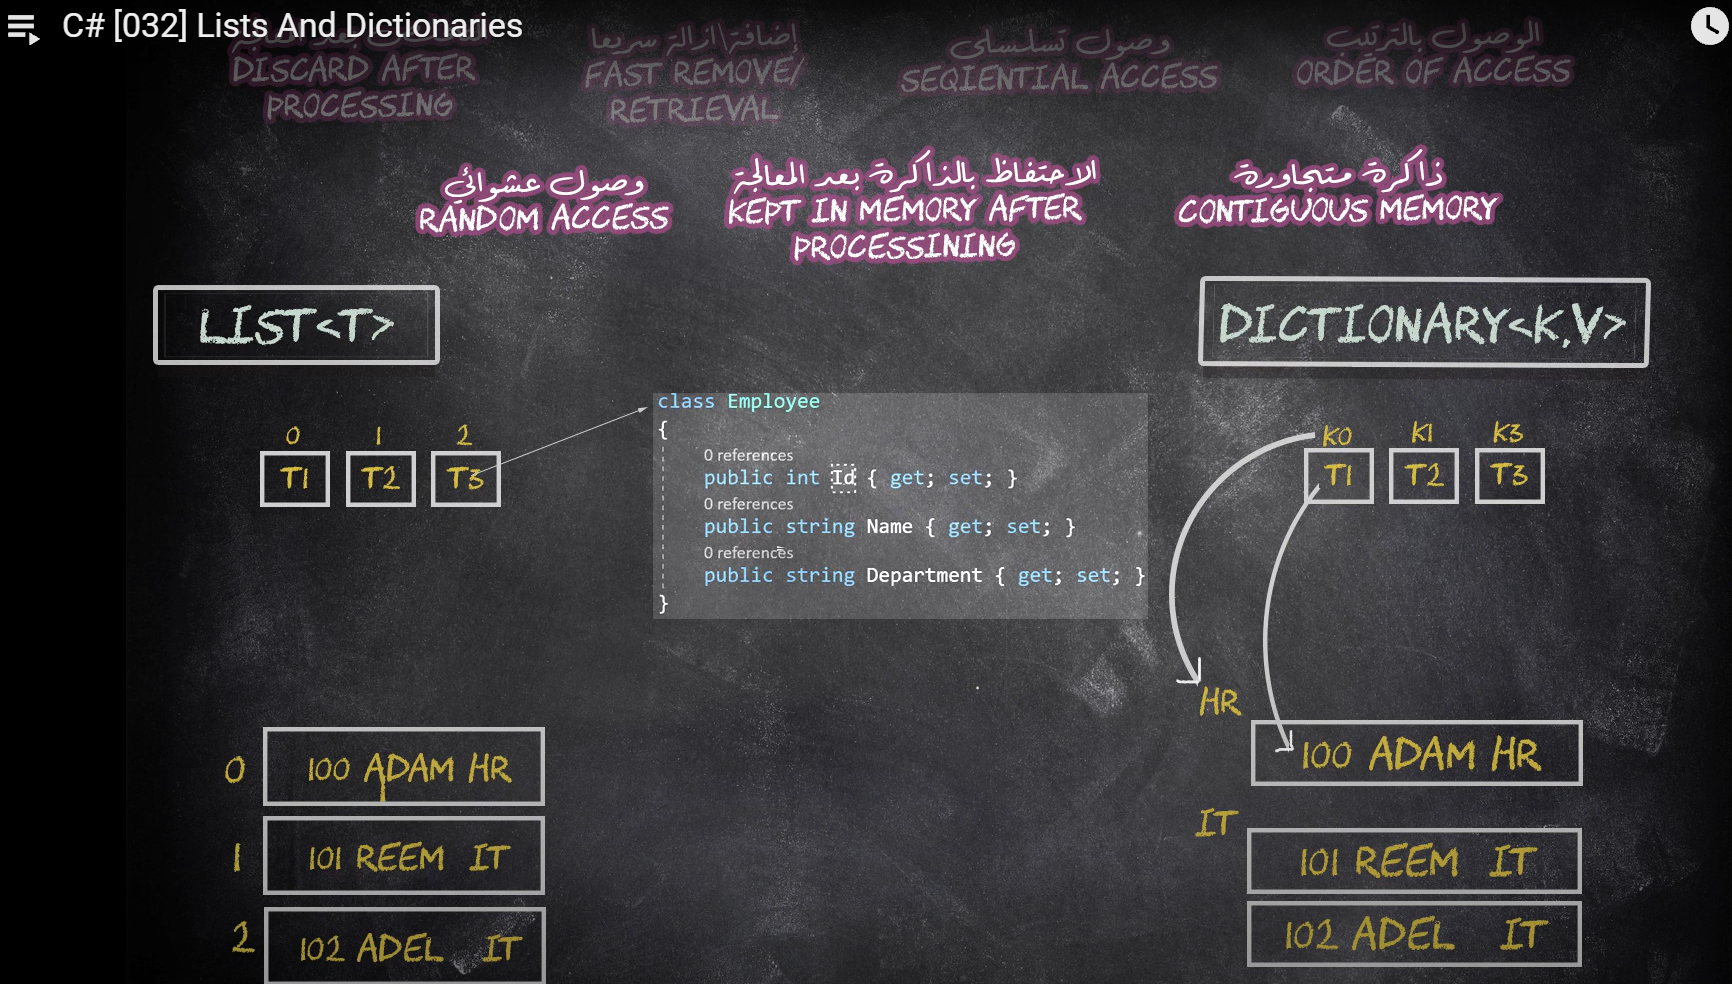 C# [032] Lists And Dictionaries
إضافة\ازالة سريعا
وصول تسلسلي
الوصول بالترتيب
DISCARD AFTER
PROCESSING
FAST REMOVE/
RETRIEVAL
SEQIENTIAL ACCESS
ORDER OF ACCESS
وصول عشوائي
RANDOM ACCESS
الاحتفاظ بالذاكرة بعد المعالجة
KEPT IN MEMORY AFTER
PROCESSINING
ذاكرة متجاورة
CONTIGUOUS MEMORY
LIST<T>
DICTIONARY<K,V>
0 1 2
T1 T2 T3
class Employee
{
0 references
public int Id { get; set; }
0 references
public string Name { get; set; }
0 references
public string Department { get; set; }
}
K0 K1 K3
T1 T2 T3
0 100 ADAM HR
1 101 REEM IT
2 102 ADEL IT
HR
100 ADAM HR
IT
101 REEM IT
102 ADEL IT